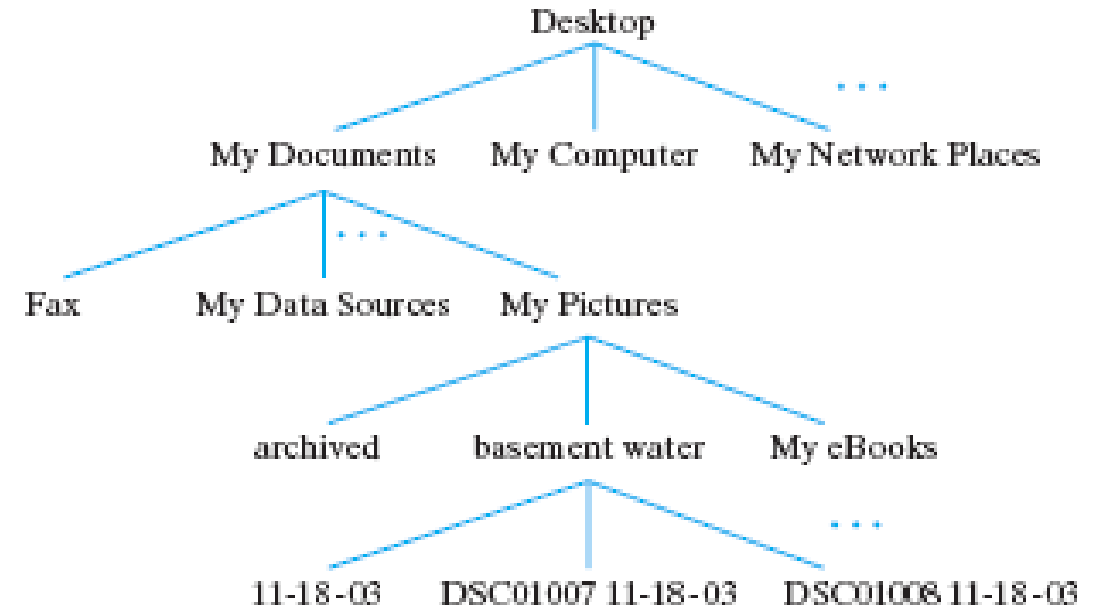 Desktop
...
My Documents My Computer My Network Places
...
Fax My Data Sources My Pictures
archived basement water My eBooks
...
11-18-03 DSC01007 11-18-03 DSC01008 11-18-03